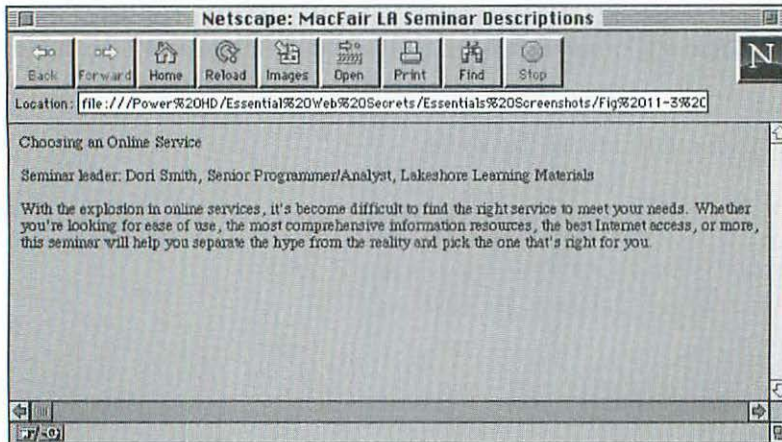 Netscape: MacFair LA Seminar Descriptions
Back Forward Home Reload Images Open Print Find Stop
N
Location: file:///Power%20HD/Essential%20Web%20Secrets/Essentials%20Screenshots/Fig%2011-3%2C
Choosing an Online Service
Seminar leader: Dori Smith, Senior Programmer/Analyst, Lakeshore Learning Materials
With the explosion in online services, it's become difficult to find the right service to meet your needs. Whether
you're looking for ease of use, the most comprehensive information resources, the best Internet access, or more,
this seminar will help you separate the hype from the reality and pick the one that's right for you.